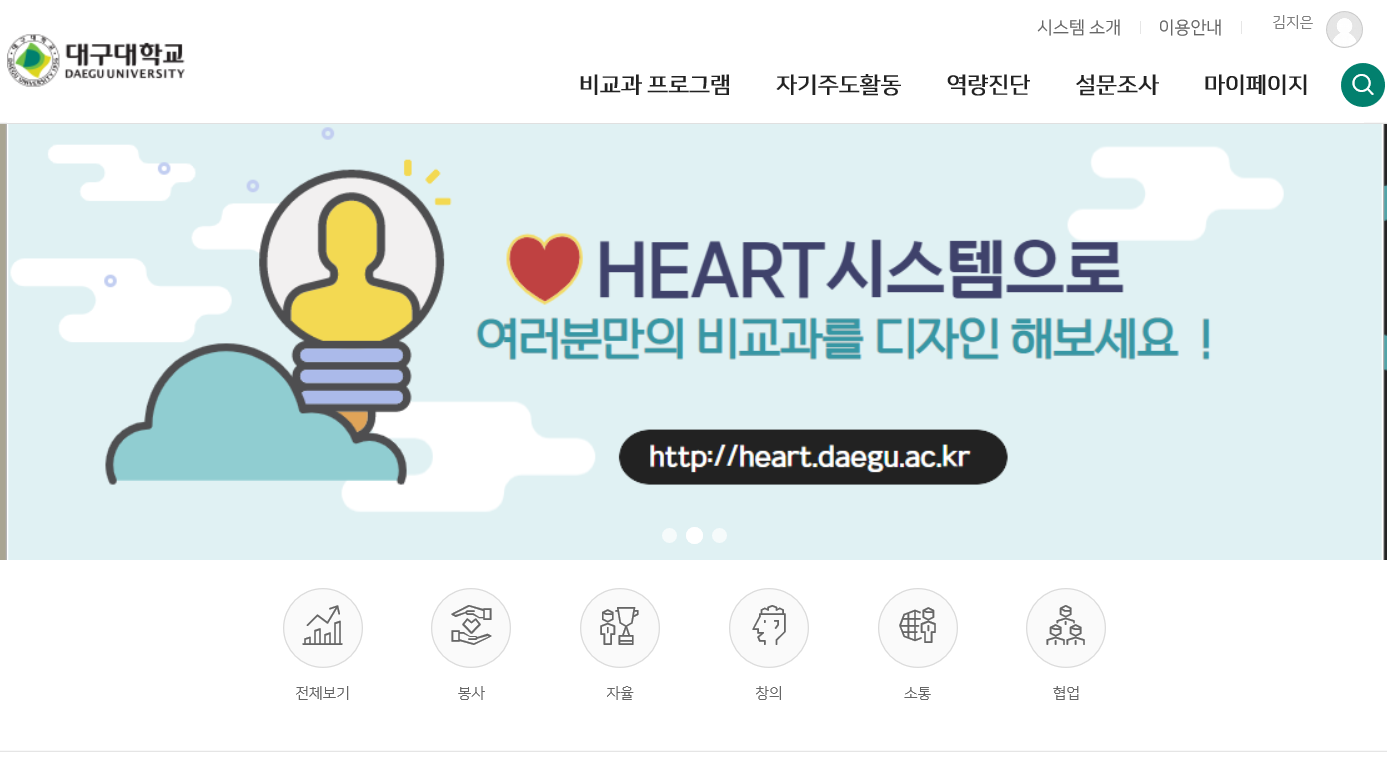 시스템 소개
이용안내
김지은
대구대학교
DAEGU UNIVERSITY
비교과 프로그램
자기주도활동
역량진단
설문조사
마이페이지
HEART시스템으로
여러분만의 비교과를 디자인 해보세요 !
http://heart.daegu.ac.kr
전체보기
봉사
자율
창의
소통
협업